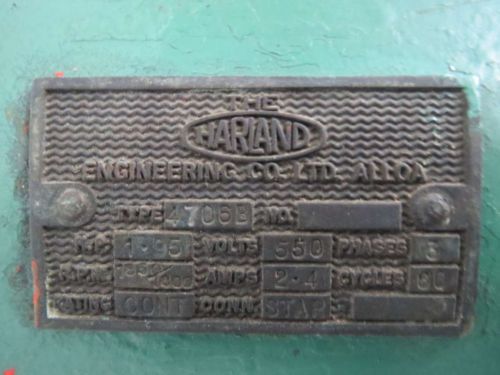 THE
HARLAND
ENGINEERING CO. LTD. ALLOA
TYPE 4706B NO.
H.P. 1.95 VOLTS 550 PHASES 3
R.P.M. AMPS 2.4 CYCLES 60
RATING CONT CONN. STAR